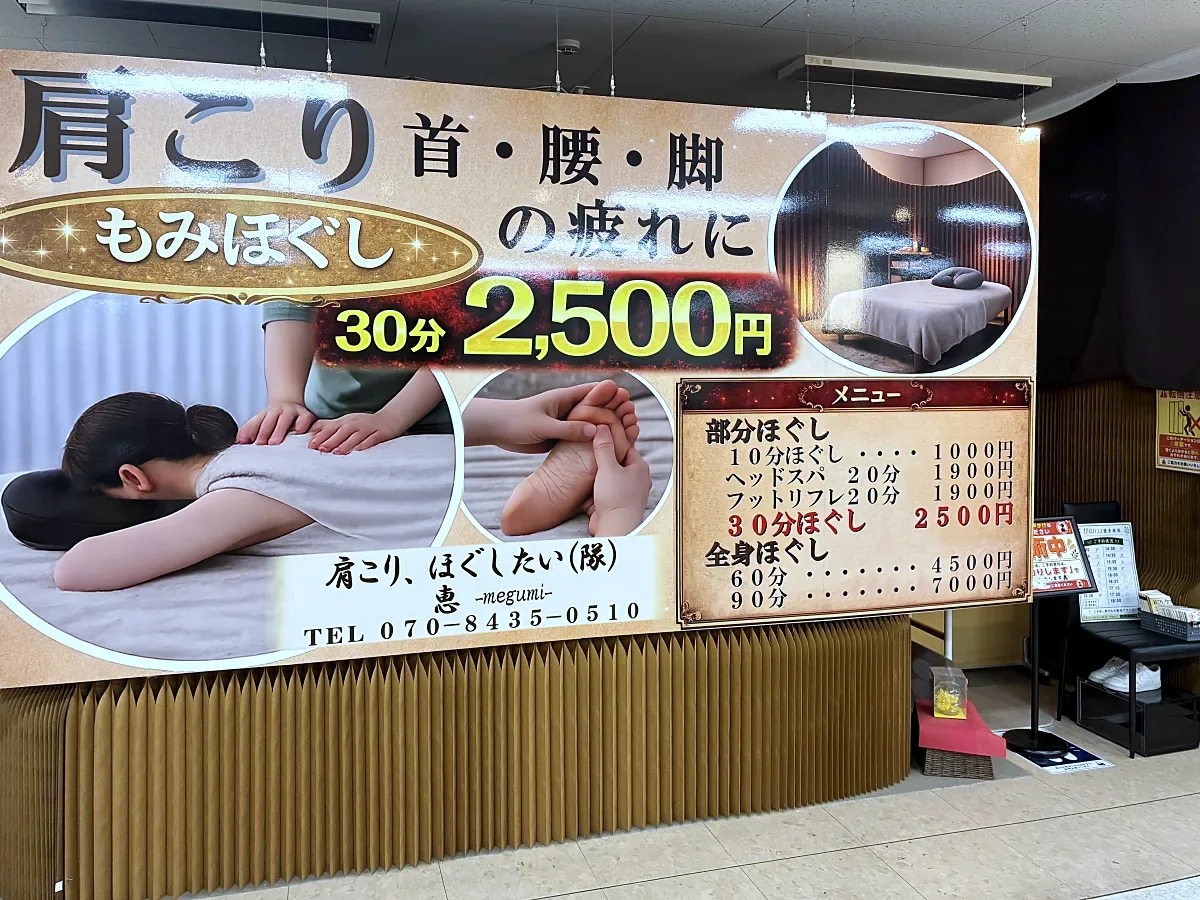 肩こり 首・腰・脚
の疲れに
もみほぐし
30分 2,500円
メニュー
部分ほぐし
10分ほぐし ‥‥ 1000円
ヘッドスパ 20分 1900円
フットリフレ20分 1900円
30分ほぐし 2500円
全身ほぐし
60分 ‥‥‥‥ 4500円
90分 ‥‥‥‥ 7000円
肩こり、ほぐしたい(隊)
恵 -megumi-
TEL 070-8435-0510